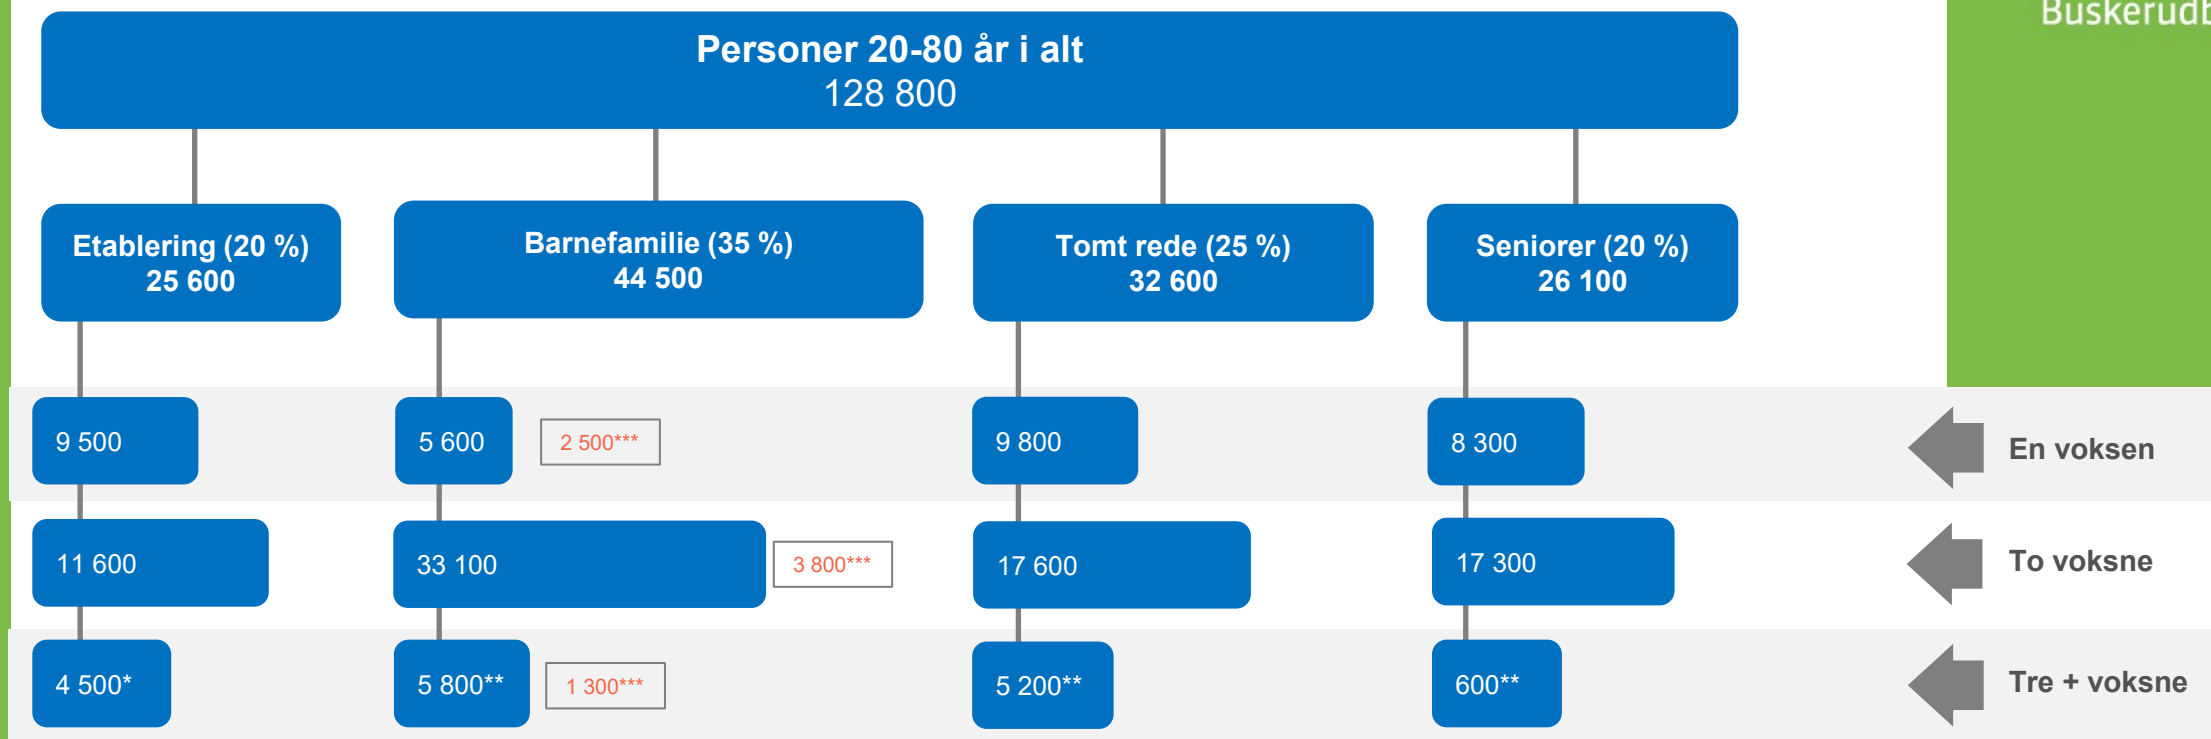 Personer 20-80 år i alt
128 800
Etablering (20 %)
25 600
Barnefamilie (35 %)
44 500
Tomt rede (25 %)
32 600
Seniorer (20 %)
26 100
9 500
5 600
2 500***
9 800
8 300
En voksen
11 600
33 100
3 800***
17 600
17 300
To voksne
4 500*
5 800**
1 300***
5 200**
600**
Tre + voksne